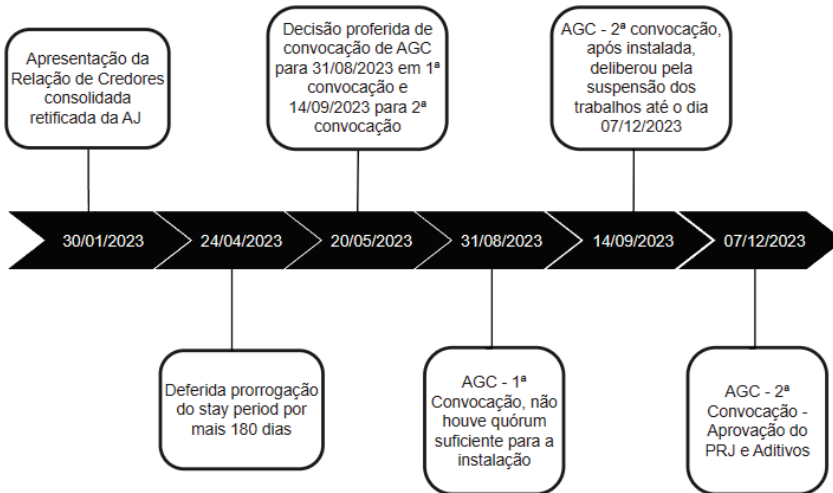 Apresentação da
Relação de Credores
consolidada
retificada da AJ
Decisão proferida de
convocação de AGC
para 31/08/2023 em 1ª
convocação e
14/09/2023 para 2ª
convocação
AGC - 2ª convocação,
após instalada,
deliberou pela
suspensão dos
trabalhos até o dia
07/12/2023
30/01/2023
24/04/2023
20/05/2023
31/08/2023
14/09/2023
07/12/2023
Deferida prorrogação
do stay period por
mais 180 dias
AGC - 1ª
Convocação, não
houve quórum
suficiente para a
instalação
AGC - 2ª
Convocação -
Aprovação do
PRJ e Aditivos